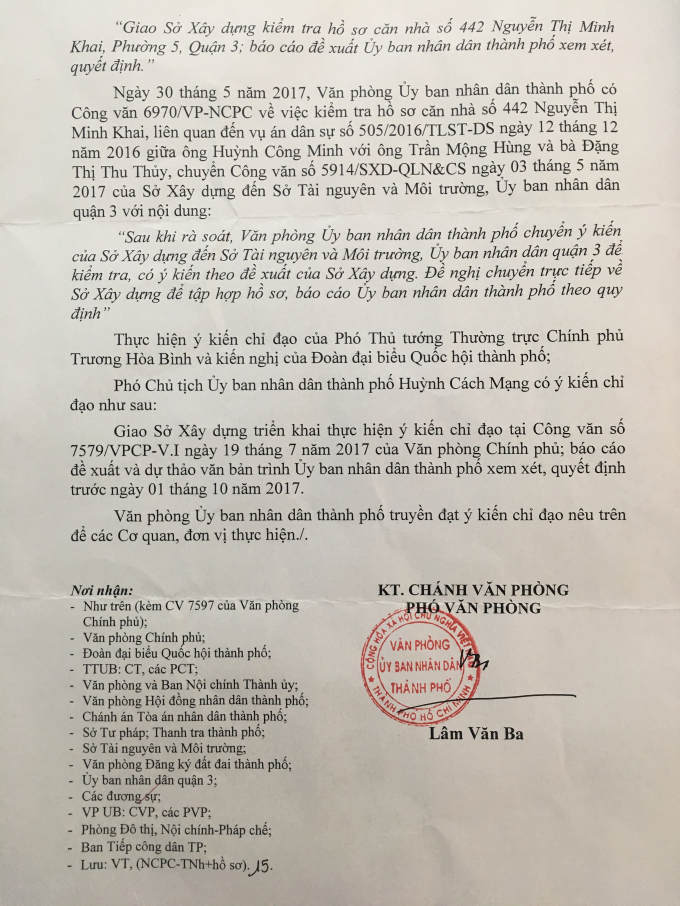 “Giao Sở Xây dựng kiểm tra hồ sơ căn nhà số 442 Nguyễn Thị Minh
Khai, Phường 5, Quận 3; báo cáo đề xuất Ủy ban nhân dân thành phố xem xét,
quyết định.”
Ngày 30 tháng 5 năm 2017, Văn phòng Ủy ban nhân dân thành phố có
Công văn 6970/VP-NCPC về việc kiểm tra hồ sơ căn nhà số 442 Nguyễn Thị
Minh Khai, liên quan đến vụ án dân sự số 505/2016/TLST-DS ngày 12 tháng 12
năm 2016 giữa ông Huỳnh Công Minh với ông Trần Mộng Hùng và bà Đặng
Thị Thu Thủy, chuyển Công văn số 5914/SXD-QLN&CS ngày 03 tháng 5 năm
2017 của Sở Xây dựng đến Sở Tài nguyên và Môi trường, Ủy ban nhân dân
quận 3 với nội dung:
“Sau khi rà soát, Văn phòng Ủy ban nhân dân thành phố chuyển ý kiến
của Sở Xây dựng đến Sở Tài nguyên và Môi trường, Ủy ban nhân dân quận 3 để
kiểm tra, có ý kiến theo đề xuất của Sở Xây dựng. Đề nghị chuyển trực tiếp về
Sở Xây dựng để tập hợp hồ sơ, báo cáo Ủy ban nhân dân thành phố theo quy
định”
Thực hiện ý kiến chỉ đạo của Phó Thủ tướng Thường trực Chính phủ
Trương Hòa Bình và kiến nghị của Đoàn đại biểu Quốc hội thành phố;
Phó Chủ tịch Ủy ban nhân dân thành phố Huỳnh Cách Mạng có ý kiến chỉ
đạo như sau:
Giao Sở Xây dựng triển khai thực hiện ý kiến chỉ đạo tại Công văn số
7579/VPCP-V.I ngày 19 tháng 7 năm 2017 của Văn phòng Chính phủ; báo cáo
đề xuất và dự thảo văn bản trình Ủy ban nhân dân thành phố xem xét, quyết định
trước ngày 01 tháng 10 năm 2017.
Văn phòng Ủy ban nhân dân thành phố truyền đạt ý kiến chỉ đạo nêu trên
để các Cơ quan, đơn vị thực hiện./.
Nơi nhận:
- Như trên (kèm CV 7597 của Văn phòng
Chính phủ);
- Văn phòng Chính phủ;
- Đoàn đại biểu Quốc hội thành phố;
- TTUB: CT, các PCT;
- Văn phòng và Ban Nội chính Thành ủy;
- Văn phòng Hội đồng nhân dân thành phố;
- Chánh án Tòa án nhân dân thành phố;
- Sở Tư pháp; Thanh tra thành phố;
- Sở Tài nguyên và Môi trường;
- Văn phòng Đăng ký đất đai thành phố;
- Ủy ban nhân dân quận 3;
- Các đương sự;
- VP UB: CVP, các PVP;
- Phòng Đô thị, Nội chính-Pháp chế;
- Ban Tiếp công dân TP;
- Lưu: VT, (NCPC-TNh+hồ sơ). 15.
KT. CHÁNH VĂN PHÒNG
PHÓ VĂN PHÒNG
CỘNG HÒA XÃ HỘI CHỦ NGHĨA VIỆT NAM
VĂN PHÒNG
ỦY BAN NHÂN DÂN
THÀNH PHỐ
THÀNH PHỐ HỒ CHÍ MINH
Lâm Văn Ba